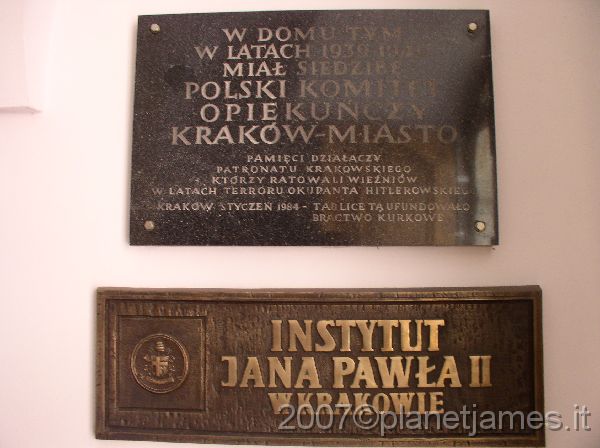 W DOMU TYM
W LATACH 1939-1945
MIAŁ SIEDZIBĘ
POLSKI KOMITET
OPIEKUŃCZY
KRAKÓW-MIASTO
PAMIĘCI DZIAŁACZY
PATRONATU KRAKOWSKIEGO
KTÓRZY RATOWALI WIĘŹNIÓW
W LATACH TERRORU OKUPANTA HITLEROWSKIEGO
KRAKÓW STYCZEŃ 1984 - TABLICĘ TĄ UFUNDOWAŁO
BRACTWO KURKOWE
INSTYTUT
JANA PAWŁA II
W KRAKOWIE
2007©planetjames.it